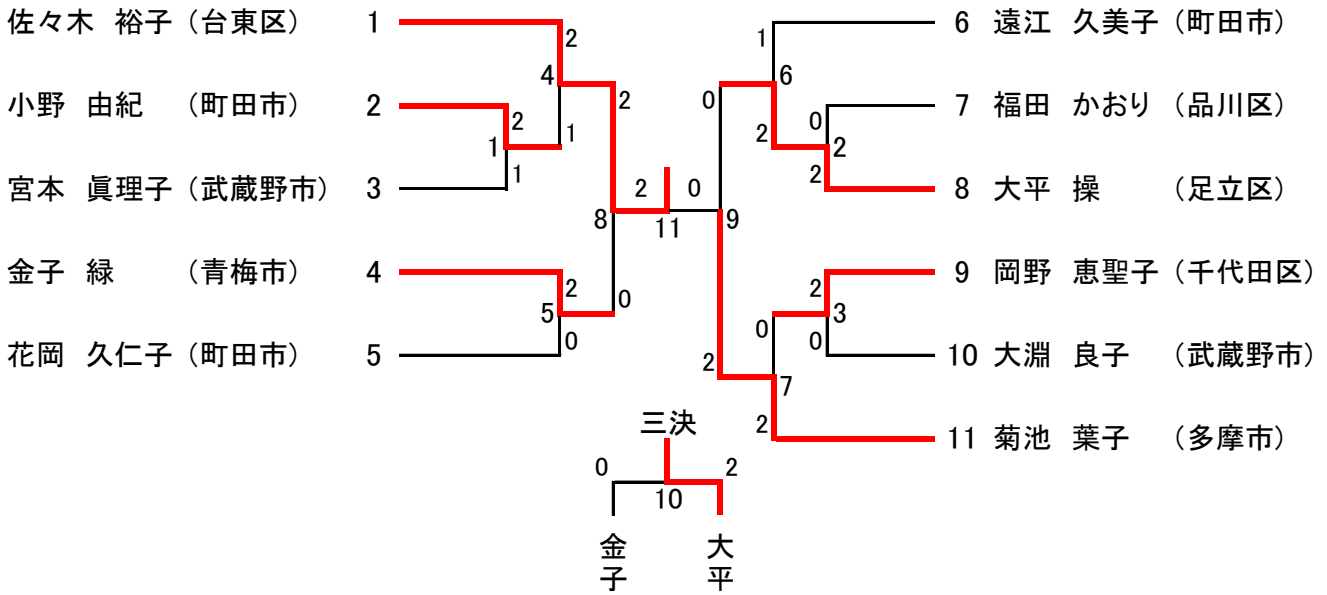 佐々木 裕子（台東区） 1
小野 由紀 （町田市） 2
宮本 眞理子（武蔵野市） 3
金子 緑 （青梅市） 4
花岡 久仁子（町田市） 5
2
4
2
1
1
1
2
8
2
5
0
0
2
0
11
6 遠江 久美子（町田市）
7 福田 かおり（品川区）
8 大平 操 （足立区）
9 岡野 恵聖子（千代田区）
10 大淵 良子 （武蔵野市）
11 菊池 葉子 （多摩市）
1
6
0
0
2
2
2
9
2
0
3
0
2
7
2
三決
0
2
10
金子
大平